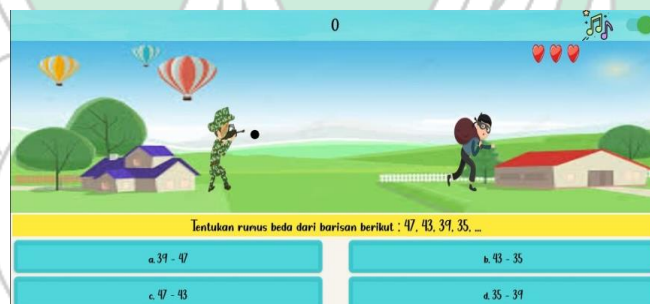 0
Tentukan rumus beda dari barisan berikut : 47, 43, 39, 35, ...
a. 39 - 47
b. 43 - 35
c. 47 - 43
d. 35 - 39